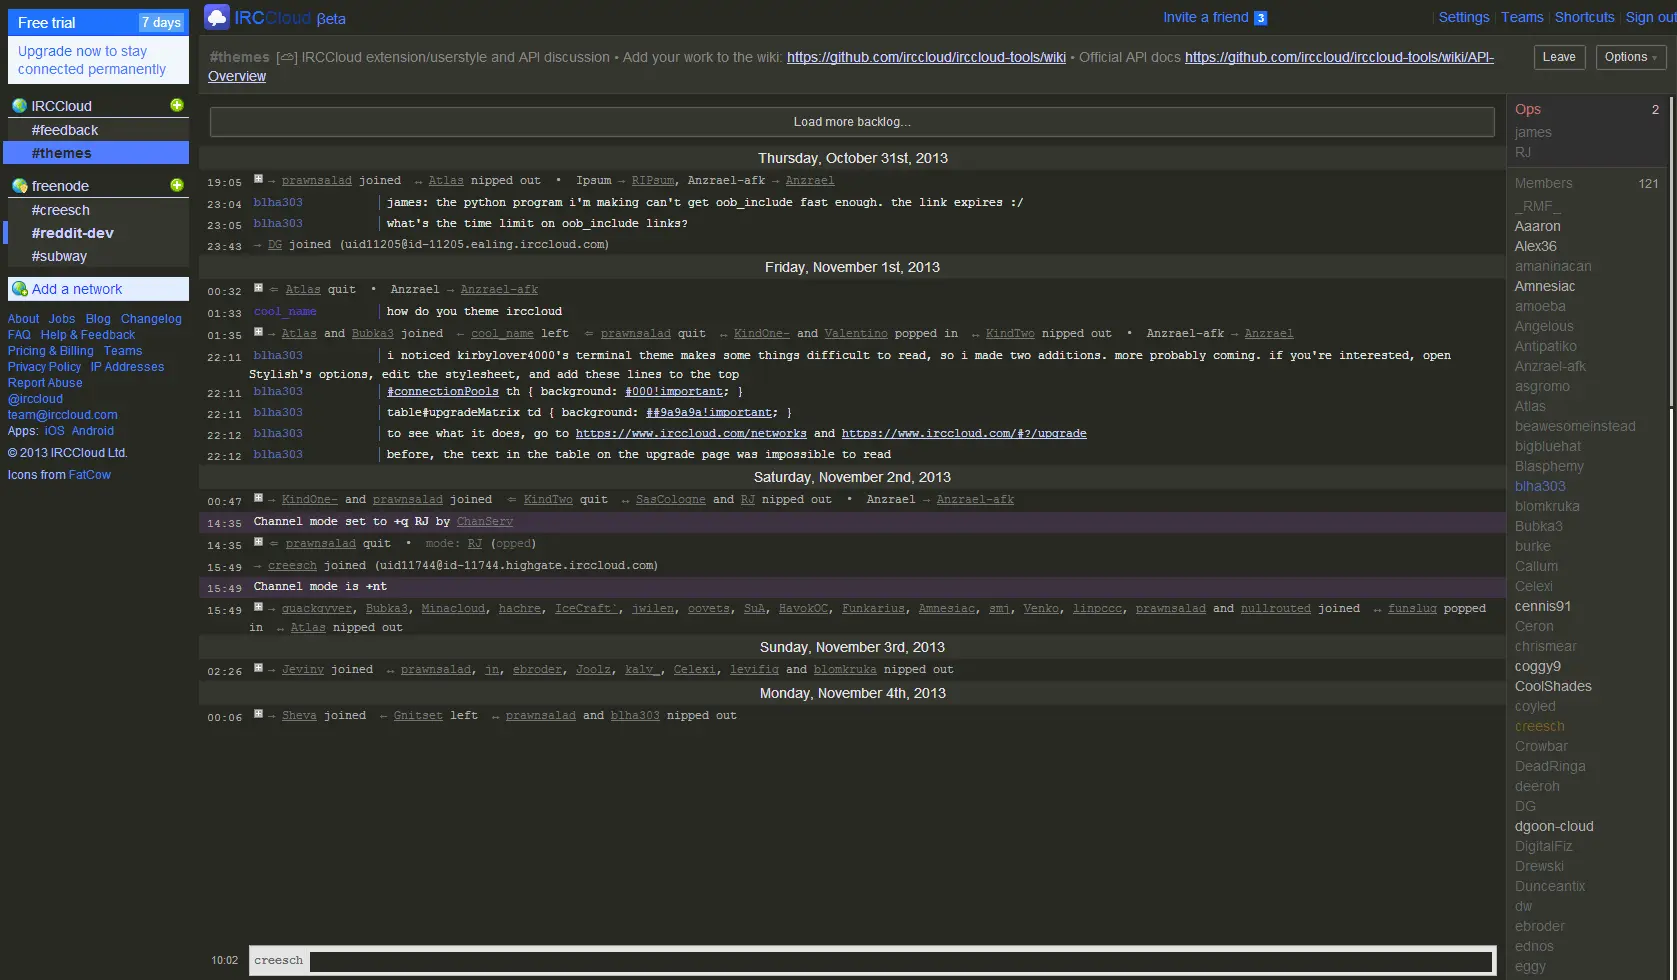 Free trial 7 days
Upgrade now to stay
connected permanently
IRCCloud
#feedback
#themes
freenode
#creesch
#reddit-dev
#subway
Add a network
About Jobs Blog Changelog
FAQ Help & Feedback
Pricing & Billing Teams
Privacy Policy IP Addresses
Report Abuse
@irccloud
team@irccloud.com
Apps: iOS Android
© 2013 IRCCloud Ltd.
Icons from FatCow
IRCCloud βeta
Invite a friend 3
Settings Teams Shortcuts Sign out
#themes [] IRCCloud extension/userstyle and API discussion • Add your work to the wiki: https://github.com/irccloud/irccloud-tools/wiki • Official API docs https://github.com/irccloud/irccloud-tools/wiki/API-
Overview
Leave Options
Load more backlog...
Thursday, October 31st, 2013
19:05 → prawnsalad joined ↔ Atlas nipped out • Ipsum → RIPsum, Anzrael-afk → Anzrael
23:04 blha303 james: the python program i'm making can't get oob_include fast enough. the link expires :/
23:05 blha303 what's the time limit on oob_include links?
23:43 → DG joined (uid11205@id-11205.ealing.irccloud.com)
Friday, November 1st, 2013
00:32 ⇐ Atlas quit • Anzrael → Anzrael-afk
01:33 cool_name how do you theme irccloud
01:35 → Atlas and Bubka3 joined ← cool_name left ⇐ prawnsalad quit ↔ KindOne- and Valentino popped in ↔ KindTwo nipped out • Anzrael-afk → Anzrael
22:11 blha303 i noticed kirbylover4000's terminal theme makes some things difficult to read, so i made two additions. more probably coming. if you're interested, open
Stylish's options, edit the stylesheet, and add these lines to the top
22:11 blha303 #connectionPools th { background: #000!important; }
22:11 blha303 table#upgradeMatrix td { background: ##9a9a9a!important; }
22:12 blha303 to see what it does, go to https://www.irccloud.com/networks and https://www.irccloud.com/#?/upgrade
22:12 blha303 before, the text in the table on the upgrade page was impossible to read
Saturday, November 2nd, 2013
00:47 → KindOne- and prawnsalad joined ⇐ KindTwo quit ↔ SasCologne and RJ nipped out • Anzrael → Anzrael-afk
14:35 Channel mode set to +q RJ by ChanServ
14:35 ⇐ prawnsalad quit • mode: RJ (opped)
15:49 → creesch joined (uid11744@id-11744.highgate.irccloud.com)
15:49 Channel mode is +nt
15:49 → quackgyver, Bubka3, Minacloud, hachre, IceCraft`, jwilen, oovets, SuA, HavokOC, Funkarius, Amnesiac, smj, Venko, linpccc, prawnsalad and nullrouted joined ↔ funslug popped
in ↔ Atlas nipped out
Sunday, November 3rd, 2013
02:26 → Jeviny joined ↔ prawnsalad, jn, ebroder, Joolz, kalv_, Celexi, levifig and blomkruka nipped out
Monday, November 4th, 2013
00:06 → Sheva joined ← Gnitset left ↔ prawnsalad and blha303 nipped out
10:02 creesch
Ops 2
james
RJ
Members 121
_RMF_
Aaaron
Alex36
amaninacan
Amnesiac
amoeba
Angelous
Antipatiko
Anzrael-afk
asgromo
Atlas
beawesomeinstead
bigbluehat
Blasphemy
blha303
blomkruka
Bubka3
burke
Callum
Celexi
cennis91
Ceron
chrismear
coggy9
CoolShades
coyled
creesch
Crowbar
DeadRinga
deeroh
DG
dgoon-cloud
DigitalFiz
Drewski
Dunceantix
dw
ebroder
ednos
eggy